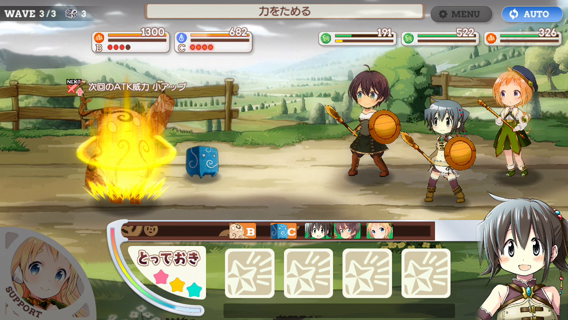 WAVE 3/3 3
力をためる
MENU
AUTO
1300
B
682
C
191
522
326
NEXT
次回のATK威力 小アップ
B
C
とっておき
SUPPORT